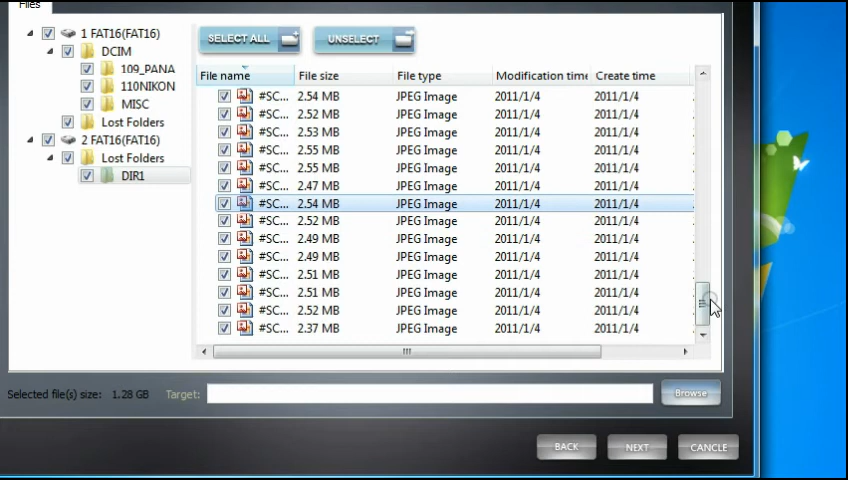 Files
SELECT ALL UNSELECT
1 FAT16(FAT16)
DCIM
109_PANA
110NIKON
MISC
Lost Folders
2 FAT16(FAT16)
Lost Folders
DIR1
File name File size File type Modification time Create time
#SC... 2.54 MB JPEG Image 2011/1/4 2011/1/4
#SC... 2.52 MB JPEG Image 2011/1/4 2011/1/4
#SC... 2.53 MB JPEG Image 2011/1/4 2011/1/4
#SC... 2.55 MB JPEG Image 2011/1/4 2011/1/4
#SC... 2.55 MB JPEG Image 2011/1/4 2011/1/4
#SC... 2.47 MB JPEG Image 2011/1/4 2011/1/4
#SC... 2.54 MB JPEG Image 2011/1/4 2011/1/4
#SC... 2.52 MB JPEG Image 2011/1/4 2011/1/4
#SC... 2.49 MB JPEG Image 2011/1/4 2011/1/4
#SC... 2.49 MB JPEG Image 2011/1/4 2011/1/4
#SC... 2.51 MB JPEG Image 2011/1/4 2011/1/4
#SC... 2.51 MB JPEG Image 2011/1/4 2011/1/4
#SC... 2.52 MB JPEG Image 2011/1/4 2011/1/4
#SC... 2.37 MB JPEG Image 2011/1/4 2011/1/4
Selected file(s) size: 1.28 GB Target: Browse
BACK NEXT CANCLE